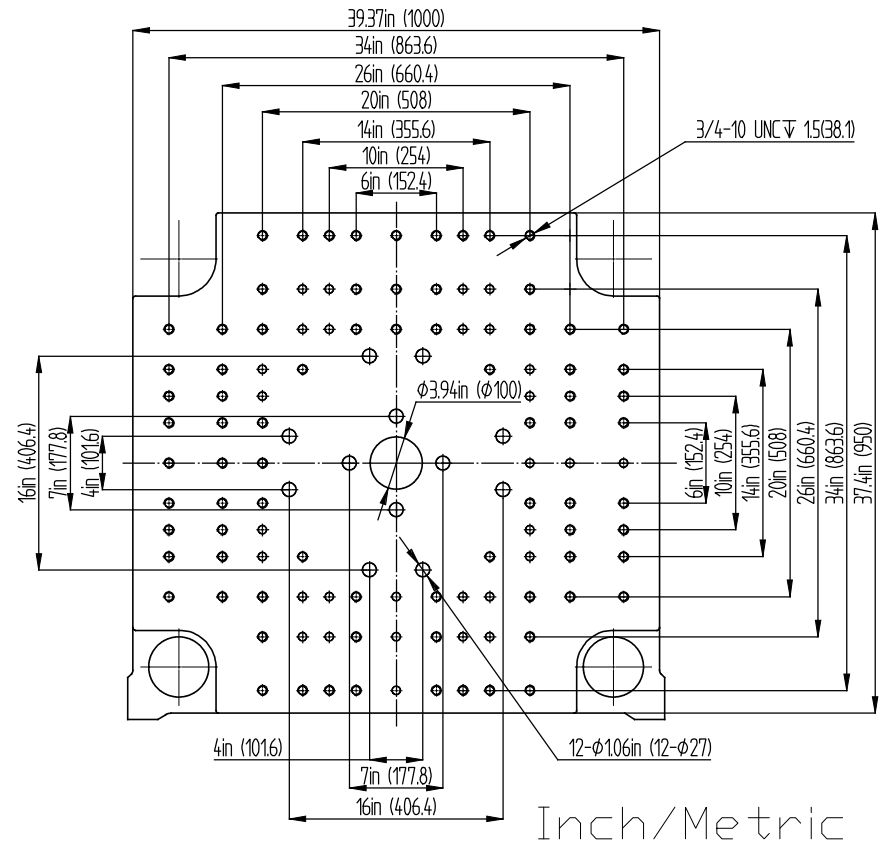 39.37in (1000)
34in (863.6)
26in (660.4)
20in (508)
14in (355.6)
10in (254)
6in (152.4)
3/4-10 UNC↧ 1.5(38.1)
ϕ3.94in (ϕ100)
16in (406.4)
7in (177.8)
4in (101.6)
6in (152.4)
10in (254)
14in (355.6)
20in (508)
26in (660.4)
34in (863.6)
37.4in (950)
4in (101.6)
7in (177.8)
16in (406.4)
12-ϕ1.06in (12-ϕ27)
Inch/Metric